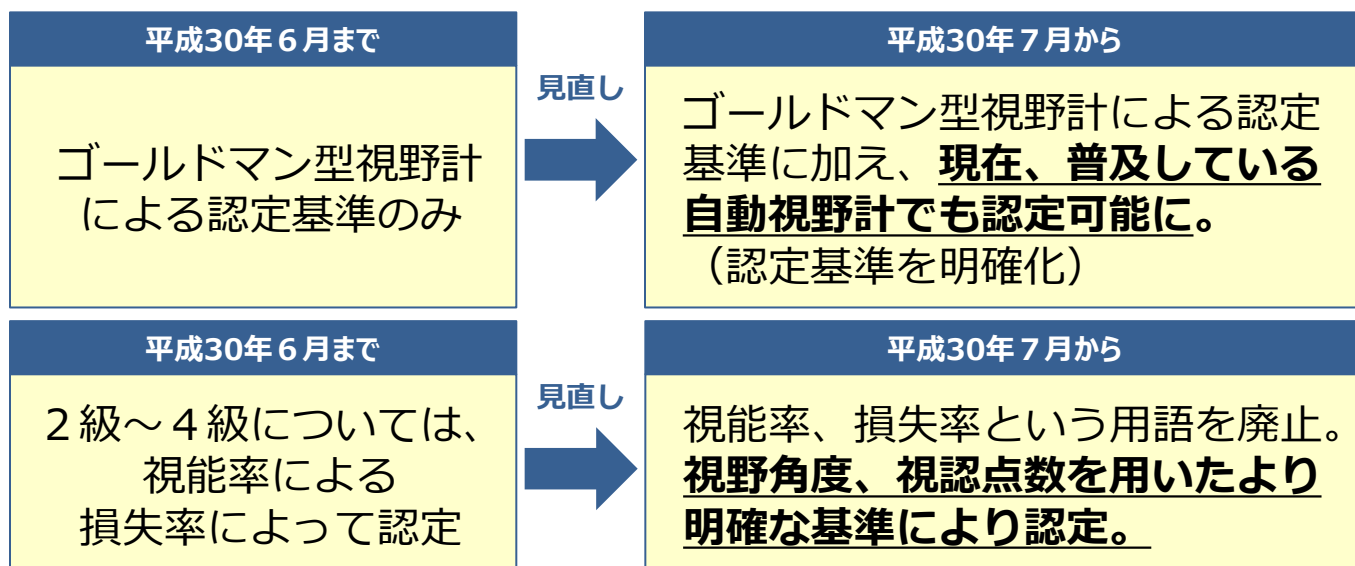 平成30年６月まで
ゴールドマン型視野計
による認定基準のみ
見直し
平成30年７月から
ゴールドマン型視野計による認定
基準に加え、現在、普及している
自動視野計でも認定可能に。
（認定基準を明確化）
平成30年６月まで
２級～４級については、
視能率による
損失率によって認定
見直し
平成30年７月から
視能率、損失率という用語を廃止。
視野角度、視認点数を用いたより
明確な基準により認定。